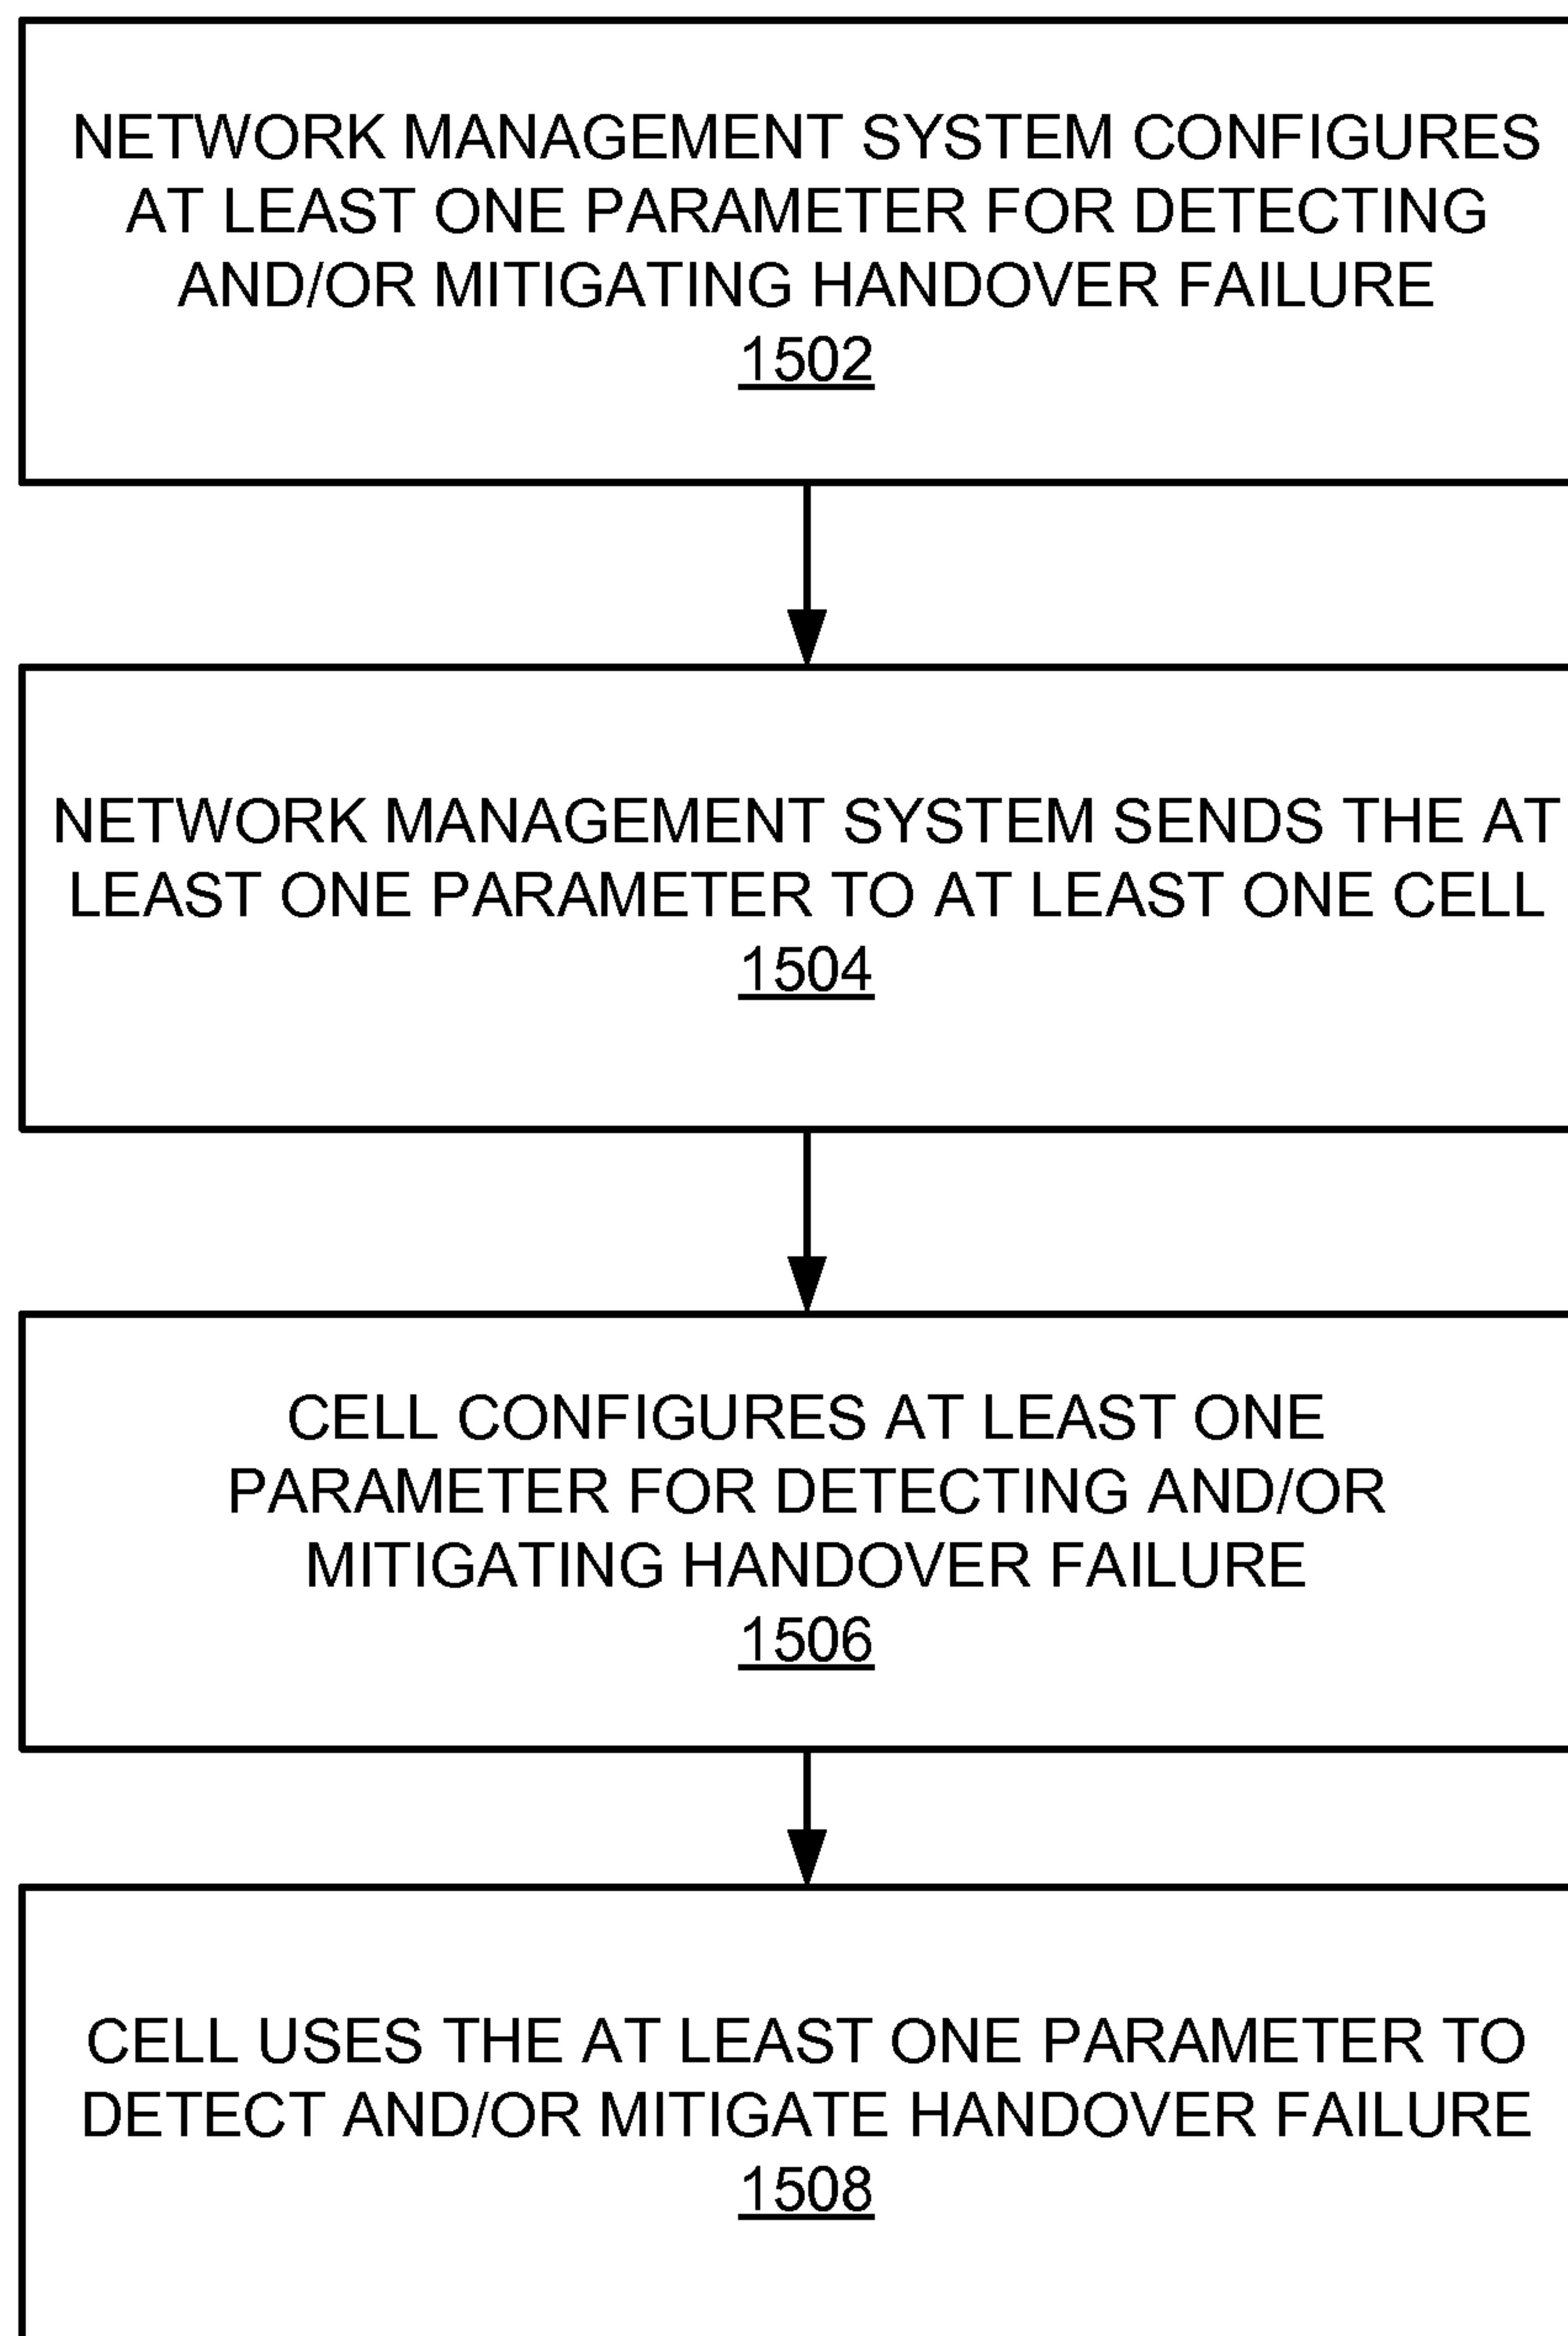 NETWORK MANAGEMENT SYSTEM CONFIGURES
AT LEAST ONE PARAMETER FOR DETECTING
AND/OR MITIGATING HANDOVER FAILURE
1502
NETWORK MANAGEMENT SYSTEM SENDS THE AT
LEAST ONE PARAMETER TO AT LEAST ONE CELL
1504
CELL CONFIGURES AT LEAST ONE
PARAMETER FOR DETECTING AND/OR
MITIGATING HANDOVER FAILURE
1506
CELL USES THE AT LEAST ONE PARAMETER TO
DETECT AND/OR MITIGATE HANDOVER FAILURE
1508